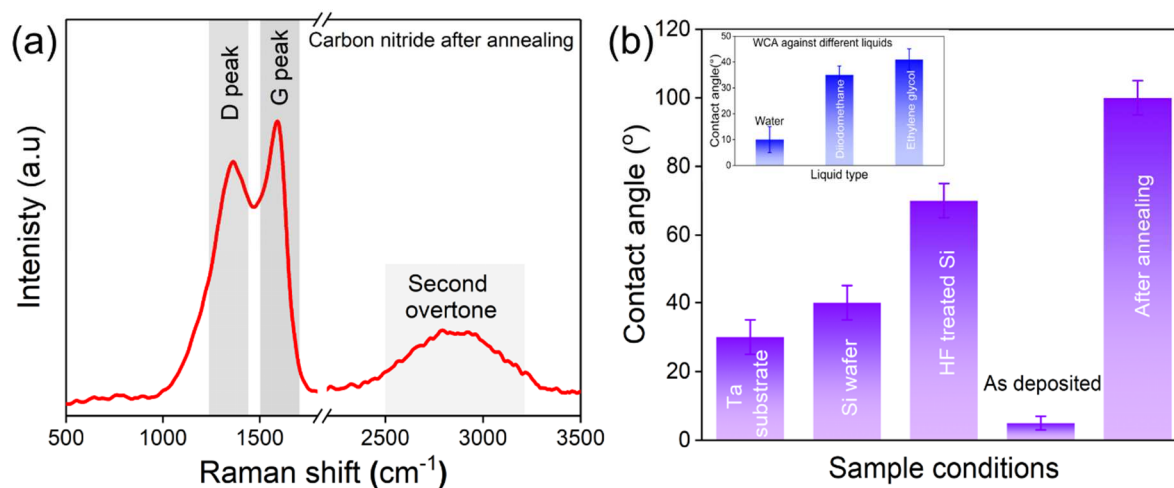 (a)
D peak
G peak
Carbon nitride after annealing
Second
overtone
Intenisty (a.u)
500
1000
1500
2500
3000
3500
Raman shift (cm⁻¹)
(b)
120
100
80
60
40
20
0
Contact angle (°)
WCA against different liquids
50
40
30
20
10
0
Contact angle(°)
Water
Diiodomethane
Ethylene glycol
Liquid type
Ta
substrate
Si wafer
HF treated Si
As deposited
After annealing
Sample conditions